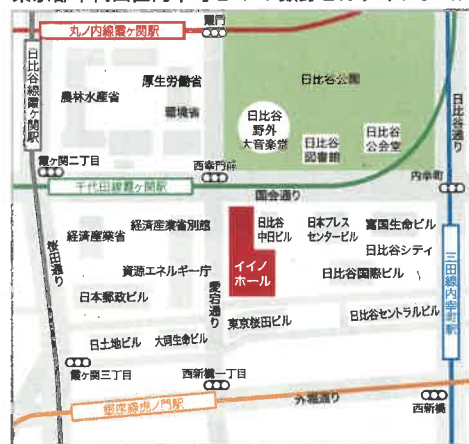 丸ノ内線霞ヶ関駅
霞門
日比谷線霞ヶ関駅
農林水産省
厚生労働省
環境省
日比谷公園
日比谷通り
日比谷
野外
大音楽堂
日比谷
図書館
日比谷
公会堂
霞ヶ関二丁目
西幸門前
内幸町
千代田線霞ヶ関駅
国会通り
桜田通り
経済産業省
経済産業省別館
日比谷
中日ビル
日本プレス
センタービル
富国生命ビル
日比谷シティ
資源エネルギー庁
イイノ
ホール
日比谷国際ビル
三田線内幸町駅
日本郵政ビル
愛宕通り
東京桜田ビル
日比谷セントラルビル
日土地ビル
大同生命ビル
霞ヶ関三丁目
西新橋一丁目
外堀通り
西新橋
銀座線虎ノ門駅